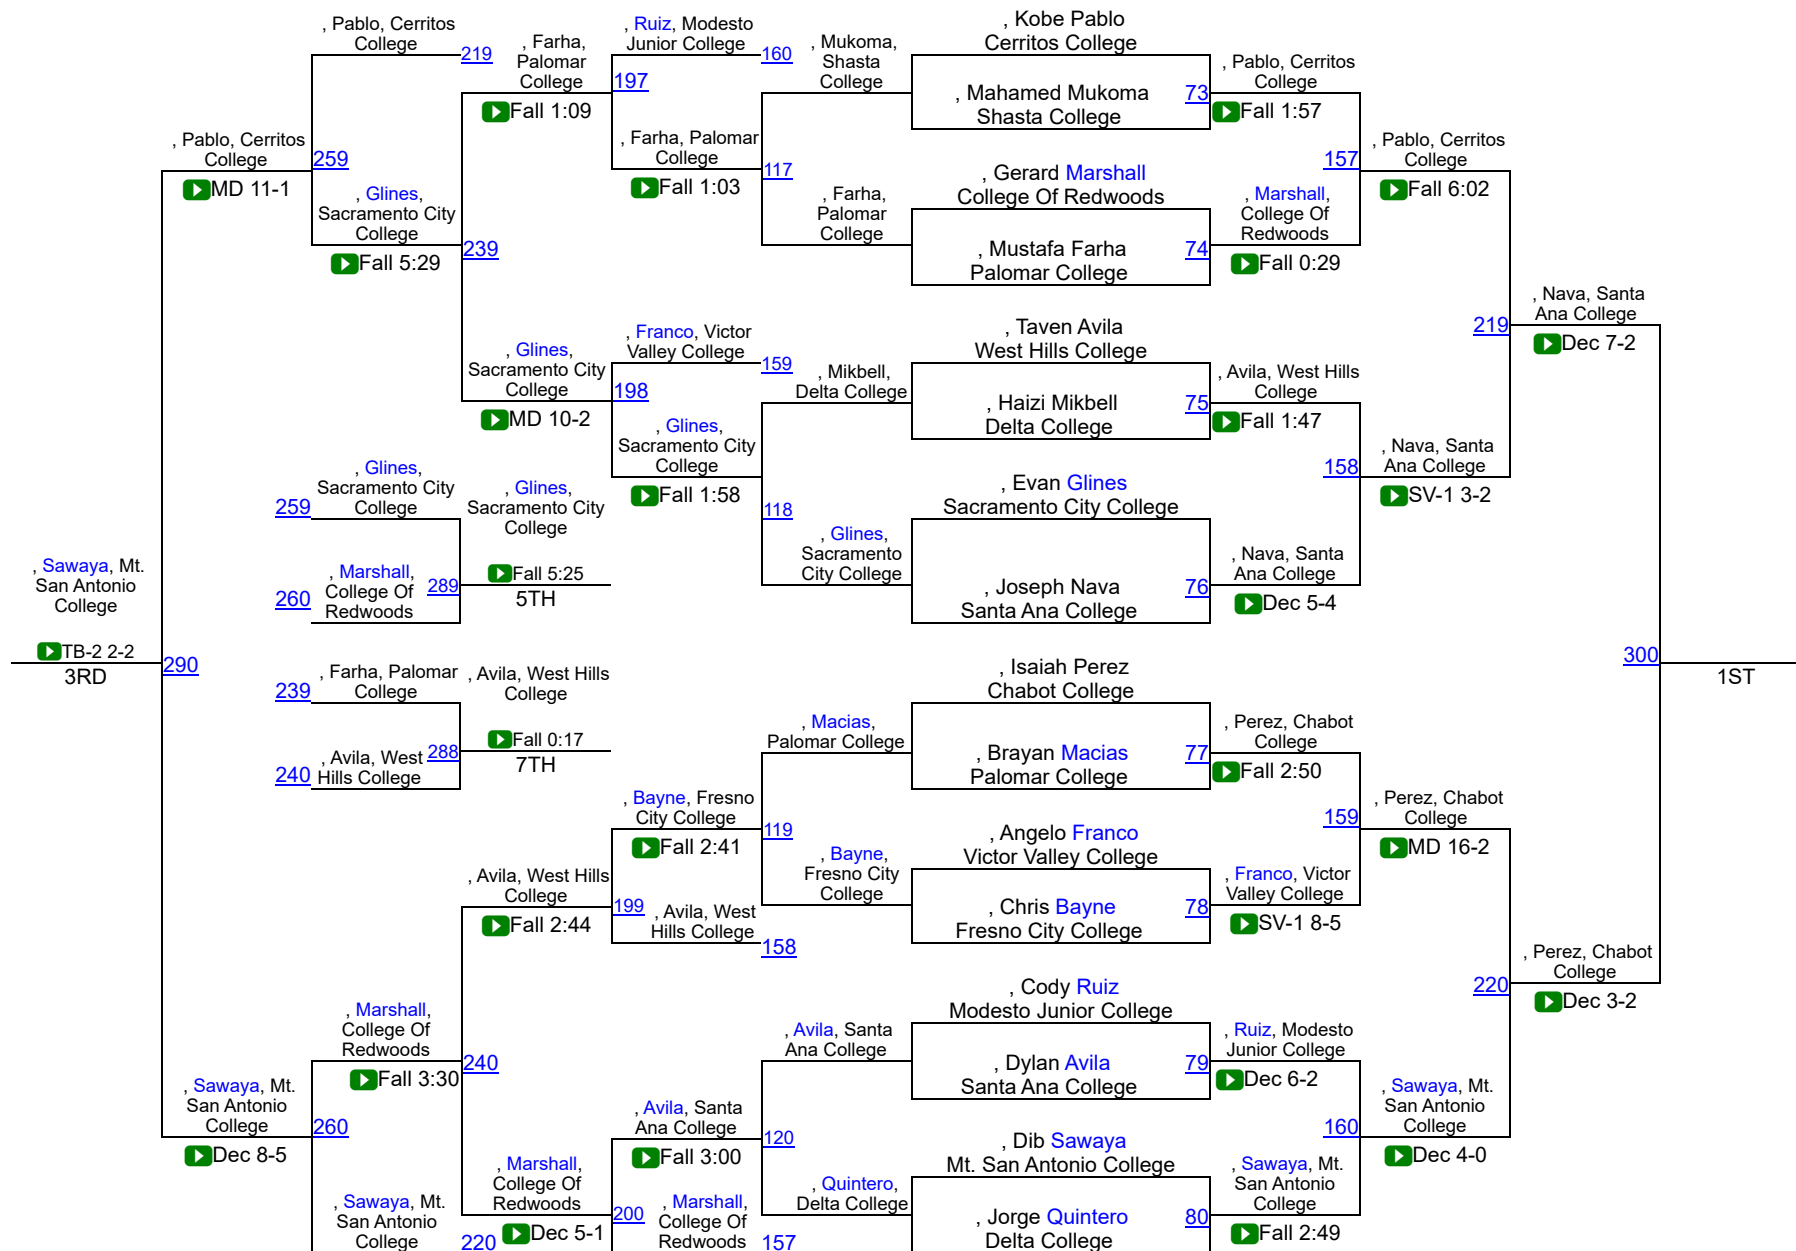 , Pablo, Cerritos
College
219
, Farha,
Palomar
College
Fall 1:09
, Ruiz, Modesto
Junior College
160
197
, Farha, Palomar
College
Fall 1:03
117
, Mukoma,
Shasta
College
, Farha,
Palomar
College
, Kobe Pablo
Cerritos College
, Mahamed Mukoma
Shasta College
73
, Pablo, Cerritos
College
Fall 1:57
, Gerard Marshall
College Of Redwoods
, Mustafa Farha
Palomar College
74
, Marshall,
College Of
Redwoods
Fall 0:29
157
, Pablo, Cerritos
College
Fall 6:02
, Pablo, Cerritos
College
MD 11-1
259
, Glines,
Sacramento City
College
Fall 5:29
239
, Glines,
Sacramento City
College
MD 10-2
, Franco, Victor
Valley College
159
198
, Glines,
Sacramento City
College
Fall 1:58
118
, Mikbell,
Delta College
, Glines,
Sacramento
City College
, Taven Avila
West Hills College
, Haizi Mikbell
Delta College
75
, Avila, West Hills
College
Fall 1:47
, Evan Glines
Sacramento City College
, Joseph Nava
Santa Ana College
76
, Nava, Santa
Ana College
Dec 5-4
158
, Nava, Santa
Ana College
SV-1 3-2
219
, Nava, Santa
Ana College
Dec 7-2
259
, Glines,
Sacramento City
College
260
, Marshall,
College Of
Redwoods
289
, Glines,
Sacramento City
College
Fall 5:25
5TH
, Sawaya, Mt.
San Antonio
College
TB-2 2-2
3RD
290
239
, Farha, Palomar
College
240
, Avila, West
Hills College
288
, Avila, West Hills
College
Fall 0:17
7TH
300
1ST
, Isaiah Perez
Chabot College
, Brayan Macias
Palomar College
77
, Macias,
Palomar College
, Perez, Chabot
College
Fall 2:50
, Bayne, Fresno
City College
Fall 2:41
119
, Bayne,
Fresno City
College
, Angelo Franco
Victor Valley College
, Chris Bayne
Fresno City College
78
, Franco, Victor
Valley College
SV-1 8-5
159
, Perez, Chabot
College
MD 16-2
, Avila, West Hills
College
Fall 2:44
199
, Avila, West
Hills College
158
220
, Perez, Chabot
College
Dec 3-2
, Marshall,
College Of
Redwoods
Fall 3:30
240
, Avila, Santa
Ana College
, Cody Ruiz
Modesto Junior College
, Dylan Avila
Santa Ana College
79
, Ruiz, Modesto
Junior College
Dec 6-2
, Sawaya, Mt.
San Antonio
College
Dec 8-5
260
, Avila, Santa
Ana College
Fall 3:00
120
, Quintero,
Delta College
, Dib Sawaya
Mt. San Antonio College
, Jorge Quintero
Delta College
80
, Sawaya, Mt.
San Antonio
College
Fall 2:49
160
, Sawaya, Mt.
San Antonio
College
Dec 4-0
, Sawaya, Mt.
San Antonio
College
220
, Marshall,
College Of
Redwoods
Dec 5-1
200
, Marshall,
College Of
Redwoods
157